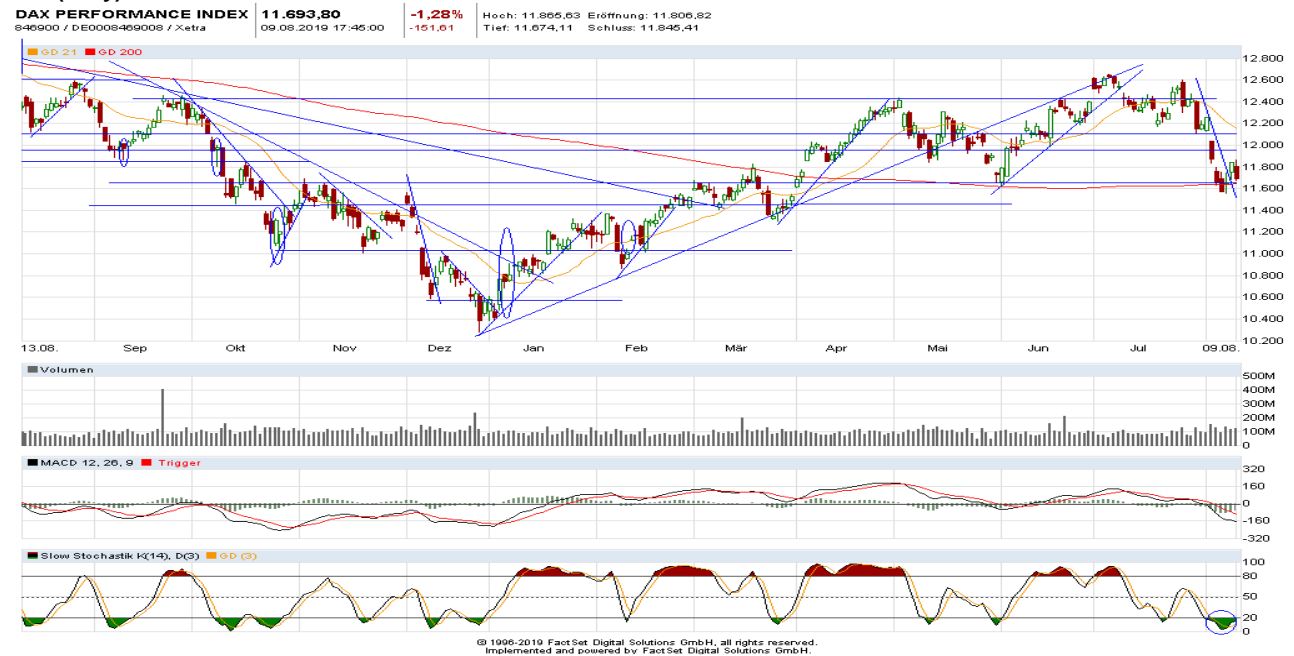 DAX PERFORMANCE INDEX 11.693,80 -1,28% Hoch: 11.865,63 Eröffnung: 11.806,82
846900 / DE0008469008 / Xetra 09.08.2019 17:45:00 -151,61 Tief: 11.674,11 Schluss: 11.845,41
GD 21 GD 200
12.800
12.600
12.400
12.200
12.000
11.800
11.600
11.400
11.200
11.000
10.800
10.600
10.400
10.200
13.08. Sep Okt Nov Dez Jan Feb Mär Apr Mai Jun Jul 09.08.
Volumen
500M
400M
300M
200M
100M
0
MACD 12, 26, 9 Trigger
320
160
0
-160
-320
Slow Stochastik K(14), D(3) GD (3)
100
80
50
20
0
© 1996-2019 FactSet Digital Solutions GmbH, all rights reserved.
Implemented and powered by FactSet Digital Solutions GmbH.